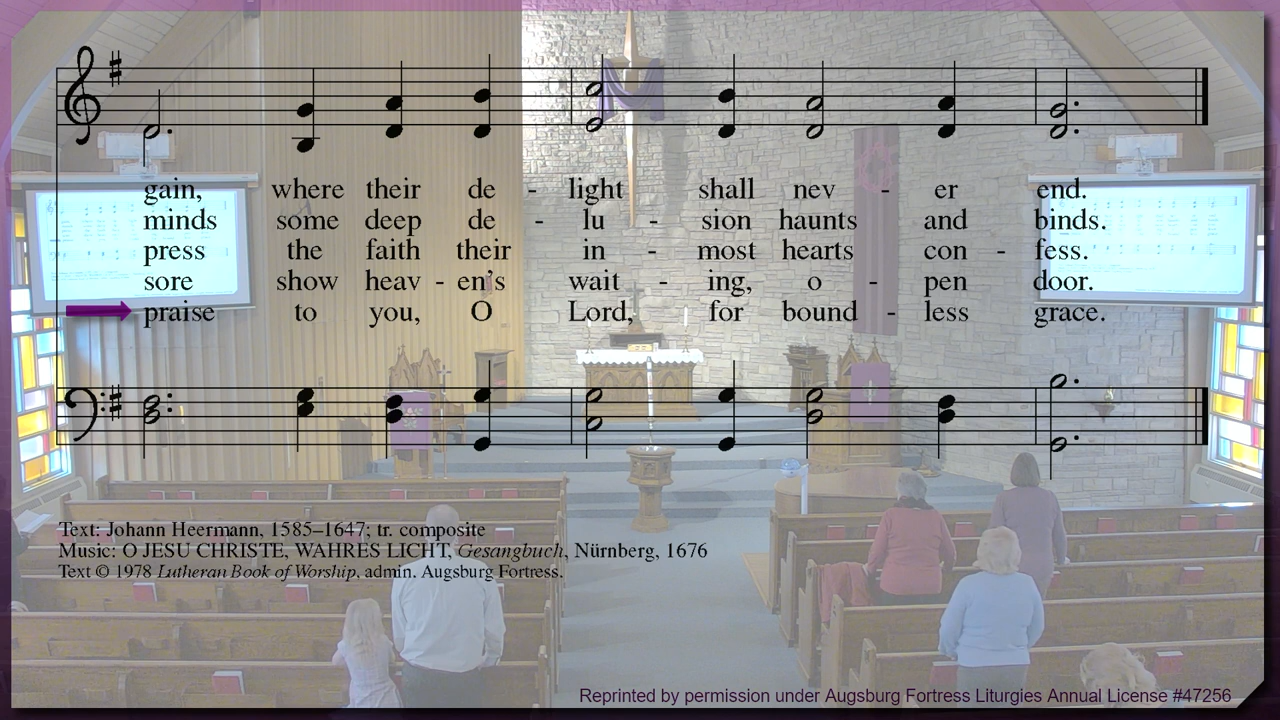 gain, where their de - light shall nev - er end.
minds some deep de - lu - sion haunts and binds.
press the faith their in - most hearts con - fess.
sore show heav - en's wait - ing, o - pen door.
praise to you, O Lord, for bound - less grace.
Text: Johann Heermann, 1585–1647; tr. composite
Music: O JESU CHRISTE, WAHRES LICHT, Gesangbuch, Nürnberg, 1676
Text © 1978 Lutheran Book of Worship, admin. Augsburg Fortress.
Reprinted by permission under Augsburg Fortress Liturgies Annual License #47256